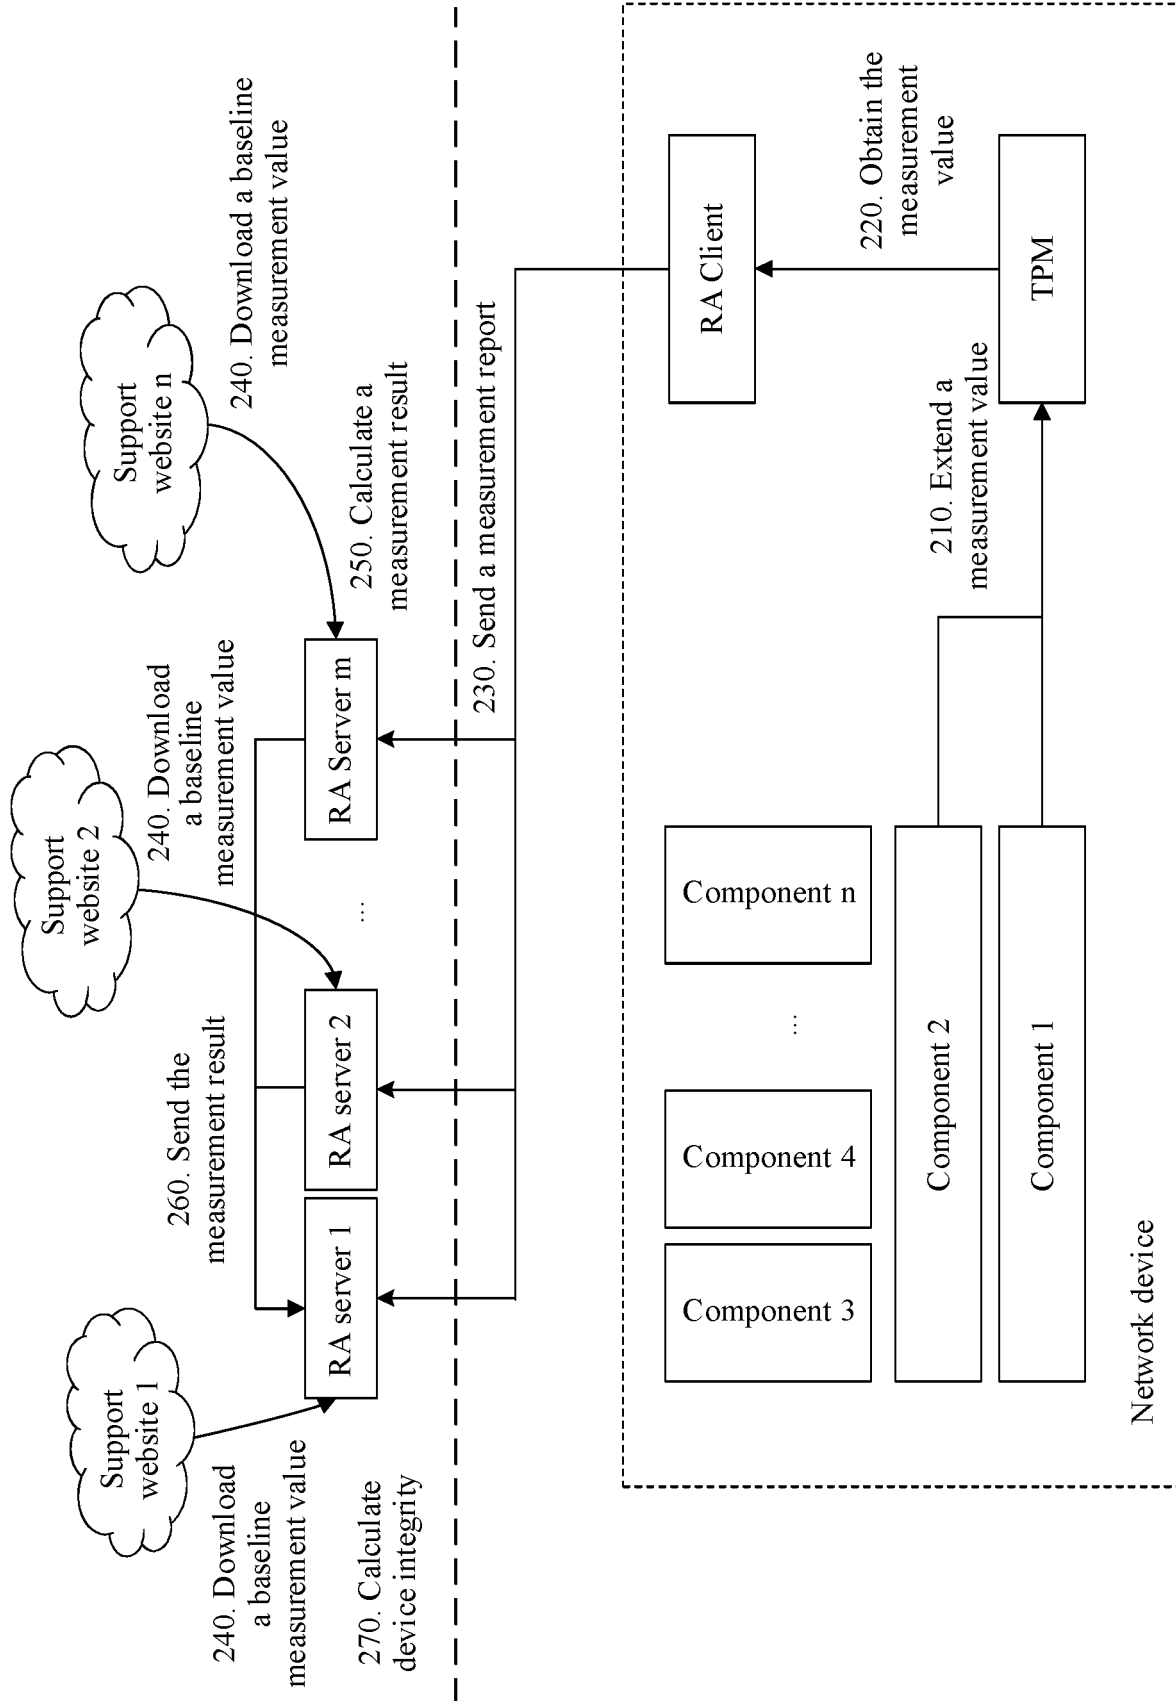 Support
website 1
Support
website 2
Support
website n
240. Download
a baseline
measurement value
260. Send the
measurement result
240. Download
a baseline
measurement value
240. Download a baseline
measurement value
RA server 1
RA server 2
...
RA Server m
270. Calculate
device integrity
250. Calculate a
measurement result
230. Send a measurement report
Component 3
Component 4
...
Component n
RA Client
Component 2
220. Obtain the
measurement
value
210. Extend a
measurement value
Component 1
TPM
Network device